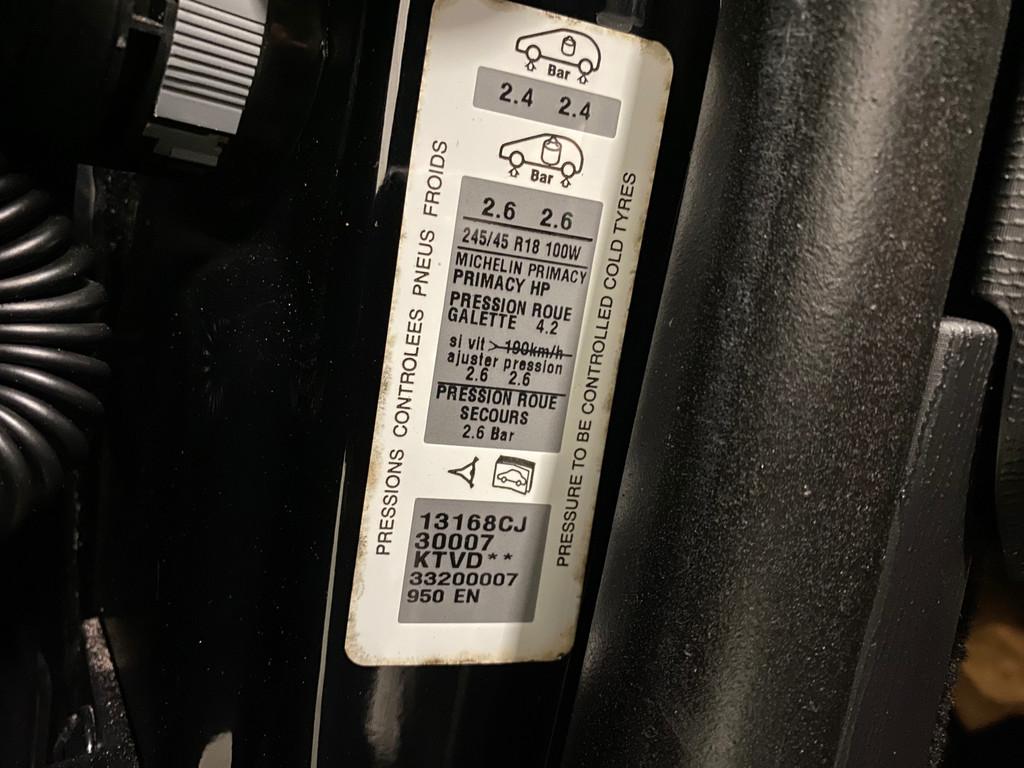 Bar
2.4 2.4
Bar
2.6 2.6
245/45 R18 100W
MICHELIN PRIMACY
PRIMACY HP
PRESSION ROUE
GALETTE 4.2
si vit > 190km/h
ajuster pression
2.6 2.6
PRESSION ROUE
SECOURS
2.6 Bar
13168CJ
30007
KTVD**
33200007
950 EN
PRESSIONS CONTROLEES PNEUS FROIDS
PRESSURE TO BE CONTROLLED COLD TYRES